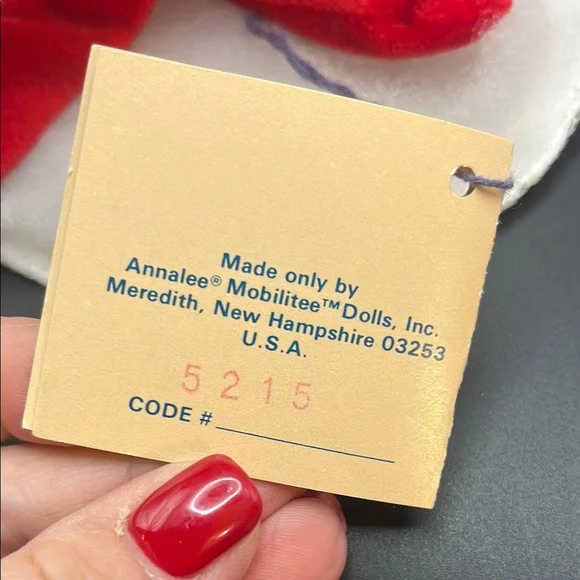 Made only by
Annalee® Mobilitee™ Dolls, Inc.
Meredith, New Hampshire 03253
U.S.A.
5215
CODE #